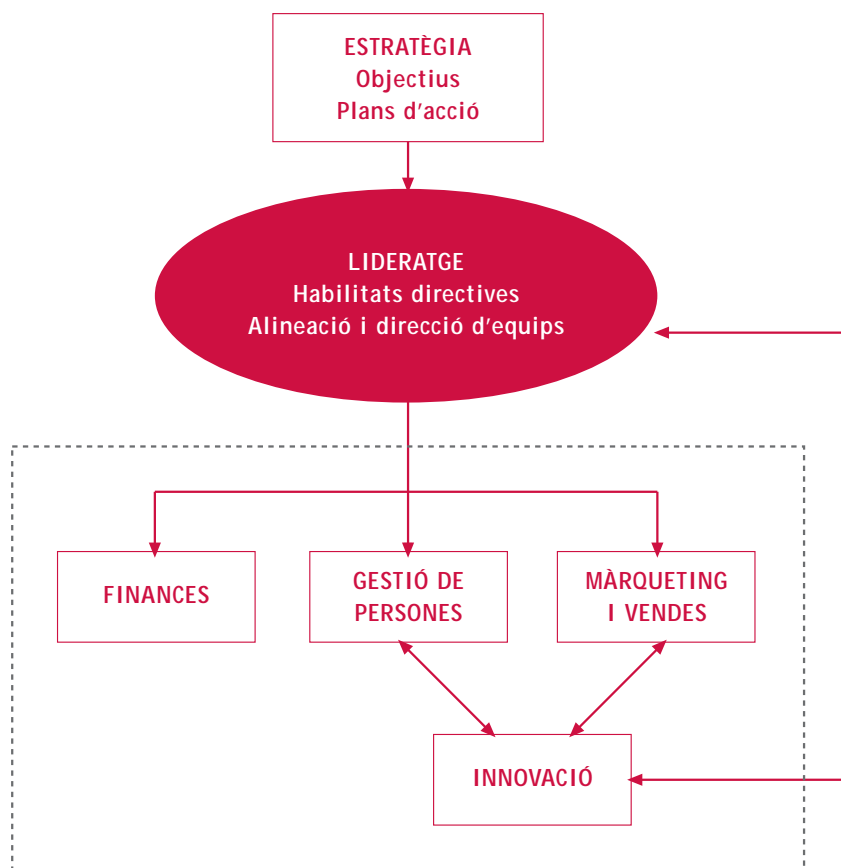 ESTRATÈGIA
Objectius
Plans d'acció
LIDERATGE
Habilitats directives
Alineació i direcció d'equips
FINANCES
GESTIÓ DE
PERSONES
MÀRQUETING
I VENDES
INNOVACIÓ